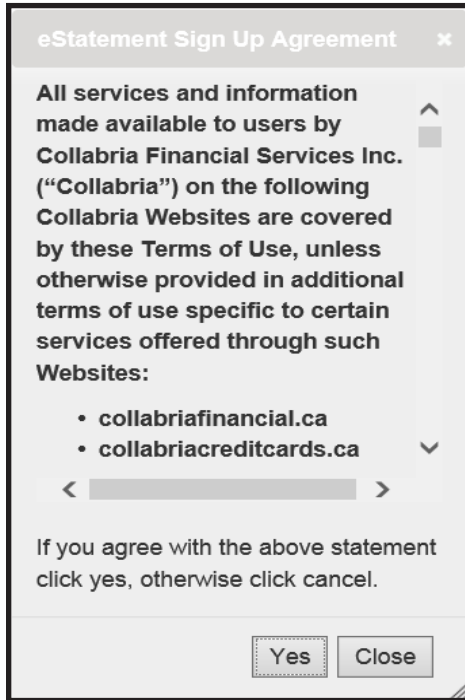 eStatement Sign Up Agreement ×
All services and information
made available to users by
Collabria Financial Services Inc.
(“Collabria”) on the following
Collabria Websites are covered
by these Terms of Use, unless
otherwise provided in additional
terms of use specific to certain
services offered through such
Websites:
• collabriafinancial.ca
• collabriacreditcards.ca
If you agree with the above statement
click yes, otherwise click cancel.
Yes Close